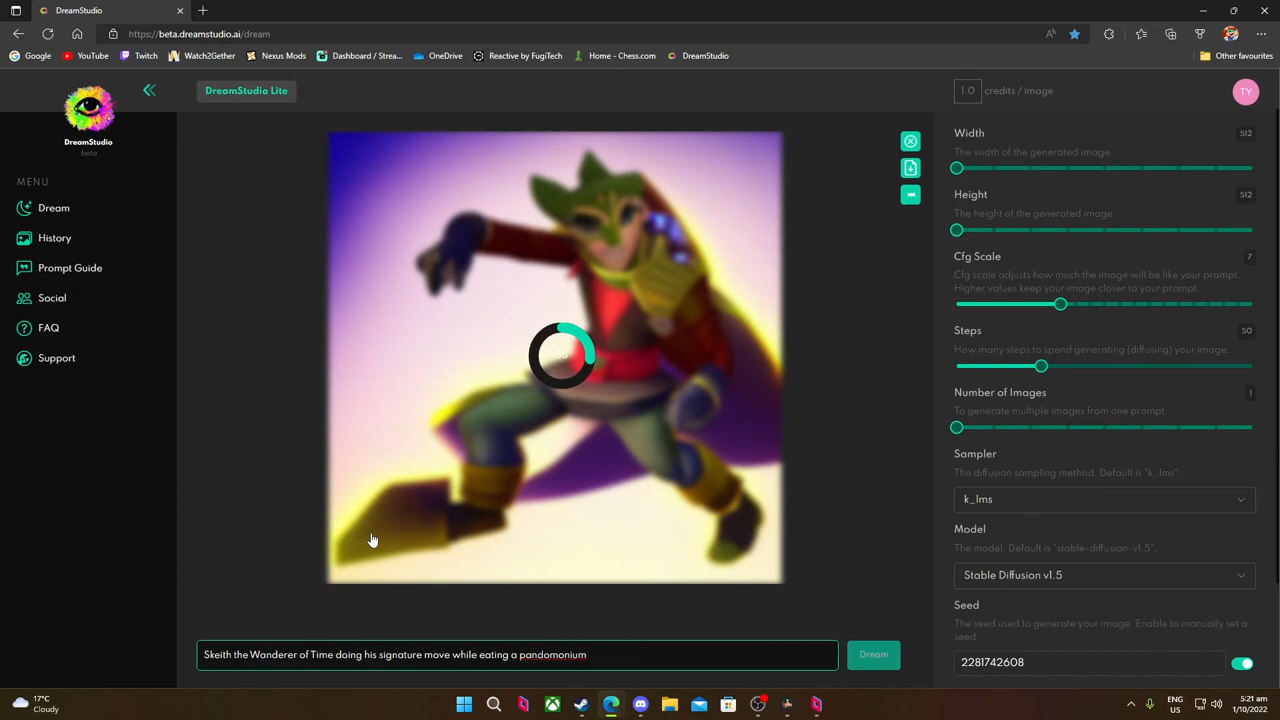 DreamStudio
https://beta.dreamstudio.ai/dream
Google YouTube Twitch Watch2Gether Nexus Mods Dashboard / Strea... OneDrive Reactive by FugiTech Home - Chess.com DreamStudio Other favourites
DreamStudio
beta
DreamStudio Lite
1.0 credits / image
TY
MENU
Dream
History
Prompt Guide
Social
FAQ
Support
Width 512
The width of the generated image.
Height 512
The height of the generated image.
Cfg Scale 7
Cfg scale adjusts how much the image will be like your prompt.
Higher values keep your image closer to your prompt.
Steps 50
How many steps to spend generating (diffusing) your image.
Number of Images 1
To generate multiple images from one prompt.
Sampler
The diffusion sampling method. Default is "k_lms".
k_lms
Model
The model. Default is "stable-diffusion-v1.5".
Stable Diffusion v1.5
Seed
The seed used to generate your image. Enable to manually set a
seed.
2281742608
Skeith the Wanderer of Time doing his signature move while eating a pandomonium
Dream
17°C
Cloudy
ENG
US
5:21 am
1/10/2022